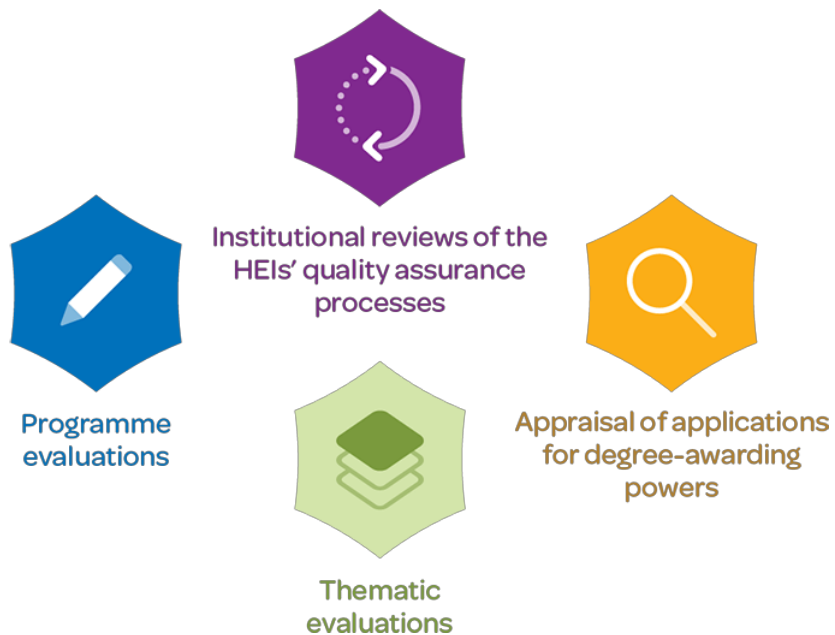 Institutional reviews of the
HEIs’ quality assurance
processes
Programme
evaluations
Appraisal of applications
for degree-awarding
powers
Thematic
evaluations